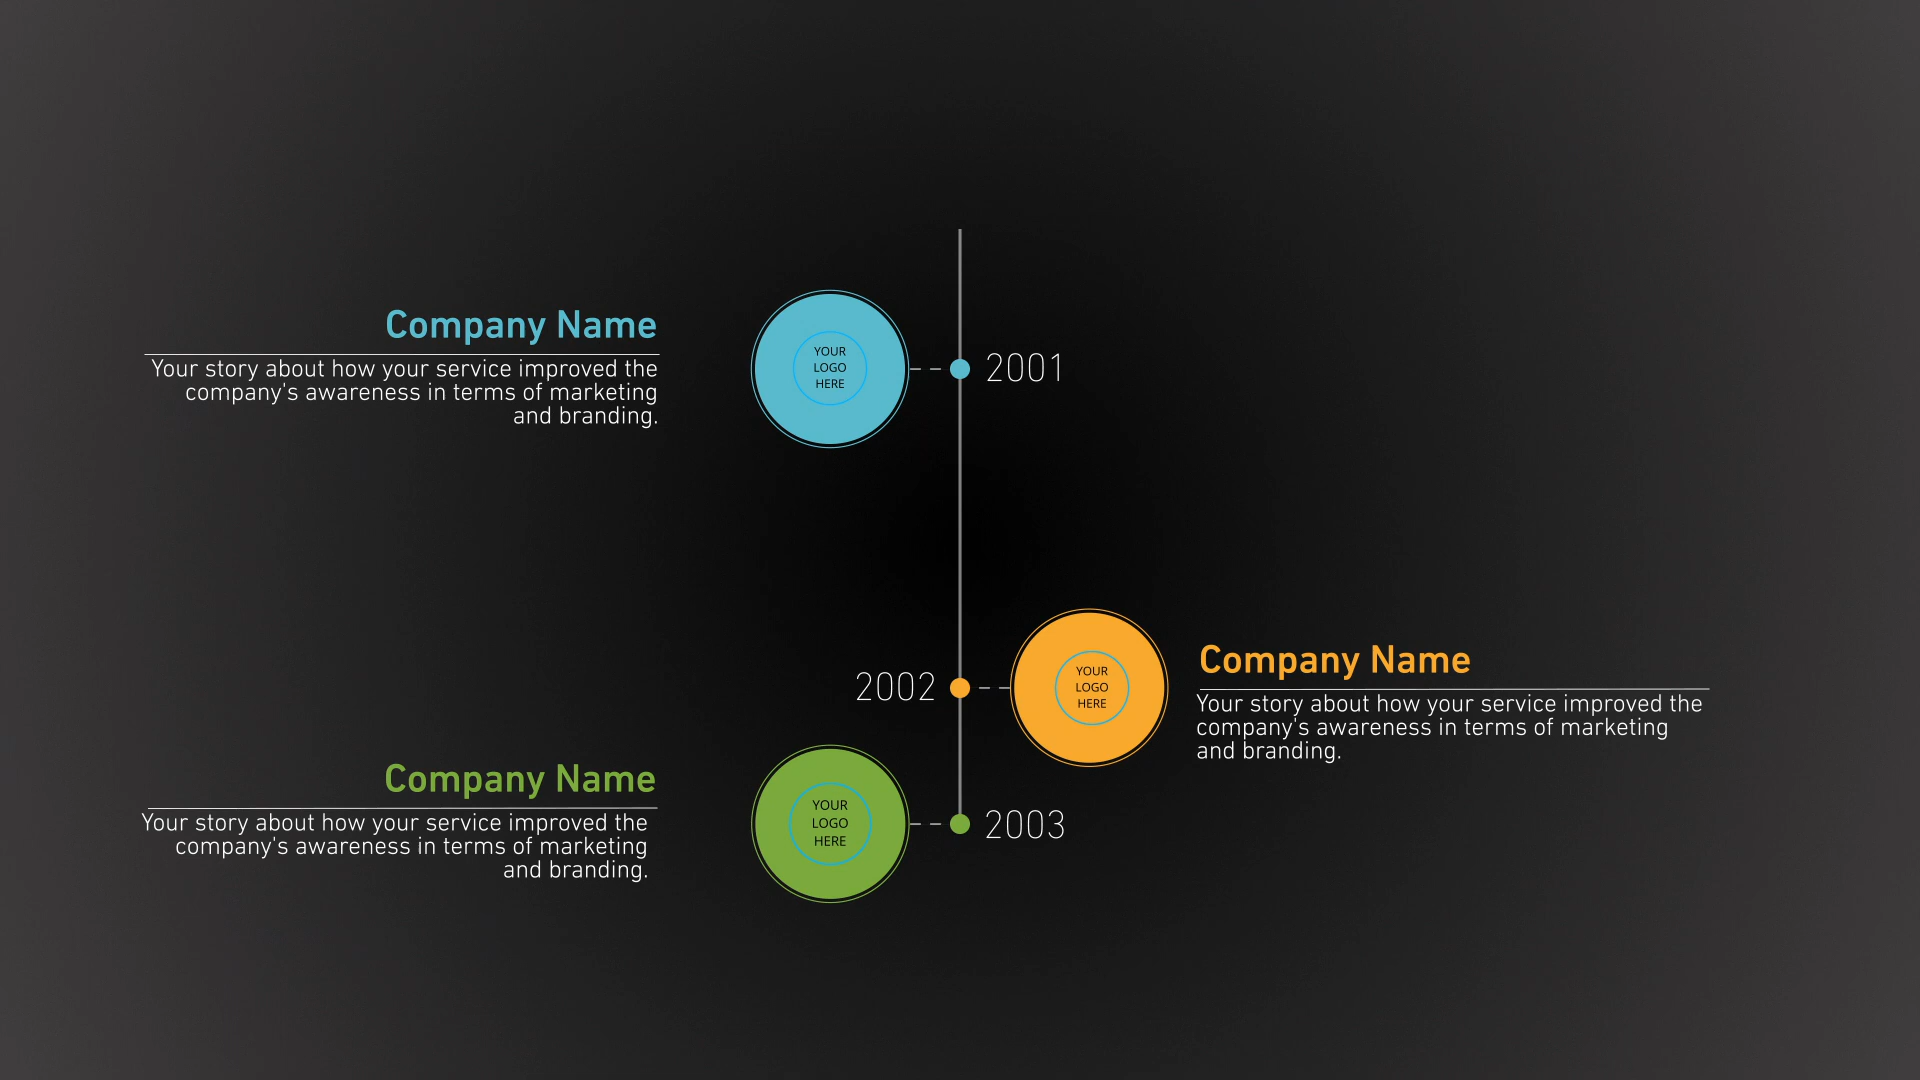 Company Name
Your story about how your service improved the
company's awareness in terms of marketing
and branding.
YOUR
LOGO
HERE
2001
2002
YOUR
LOGO
HERE
Company Name
Your story about how your service improved the
company's awareness in terms of marketing
and branding.
Company Name
Your story about how your service improved the
company's awareness in terms of marketing
and branding.
YOUR
LOGO
HERE
2003